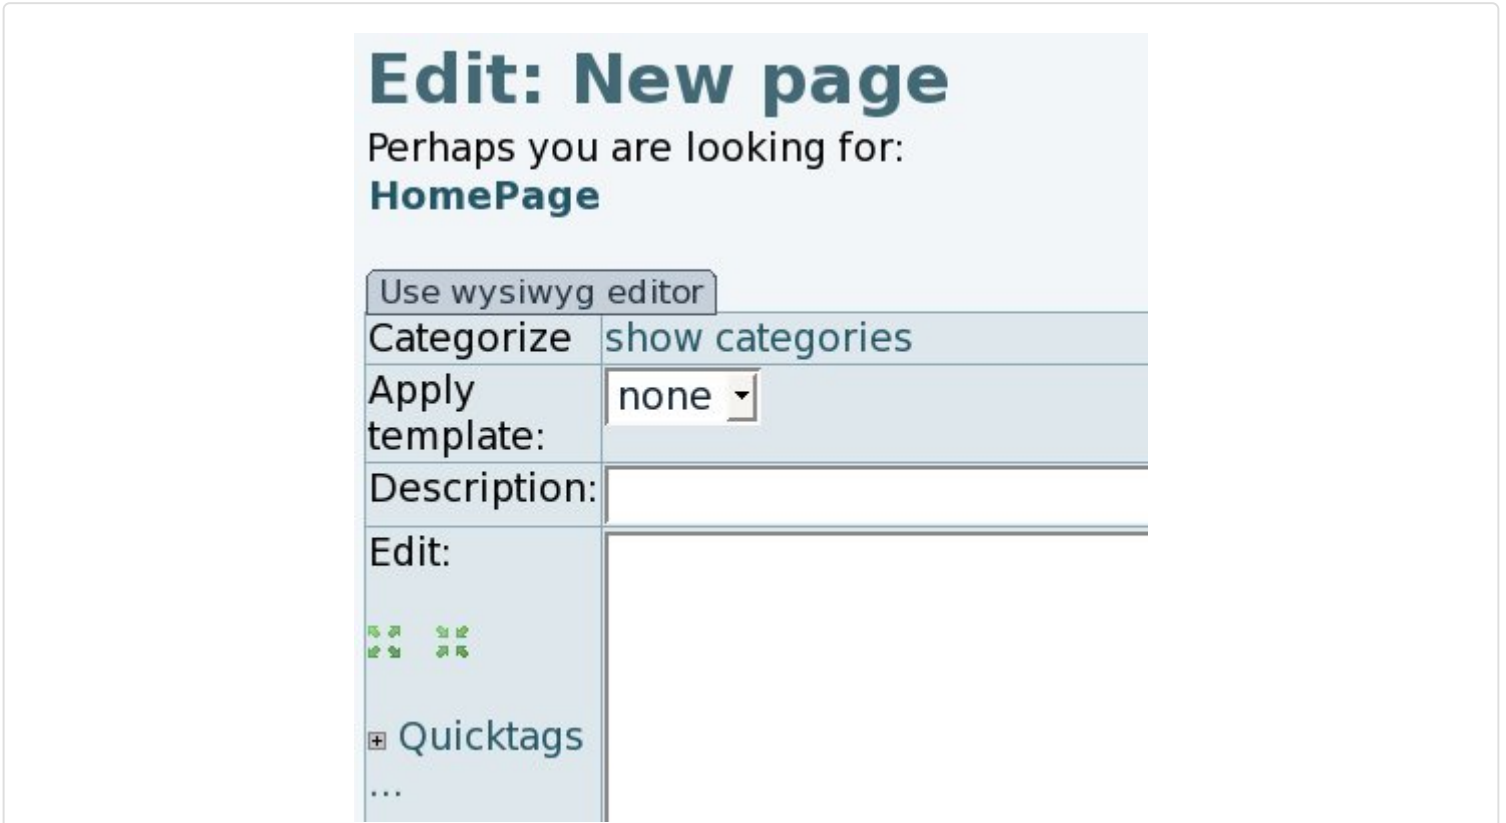 Edit: New page
Perhaps you are looking for:
HomePage
Use wysiwyg editor
Categorize show categories
Apply template: none
Description:
Edit:
Quicktags
...